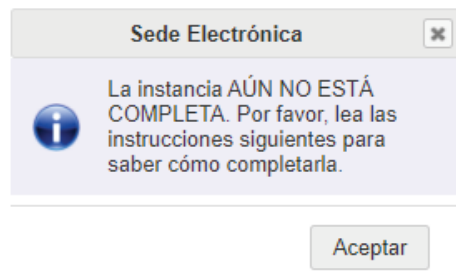 Sede Electrónica
La instancia AÚN NO ESTÁ
COMPLETA. Por favor, lea las
instrucciones siguientes para
saber cómo completarla.
Aceptar